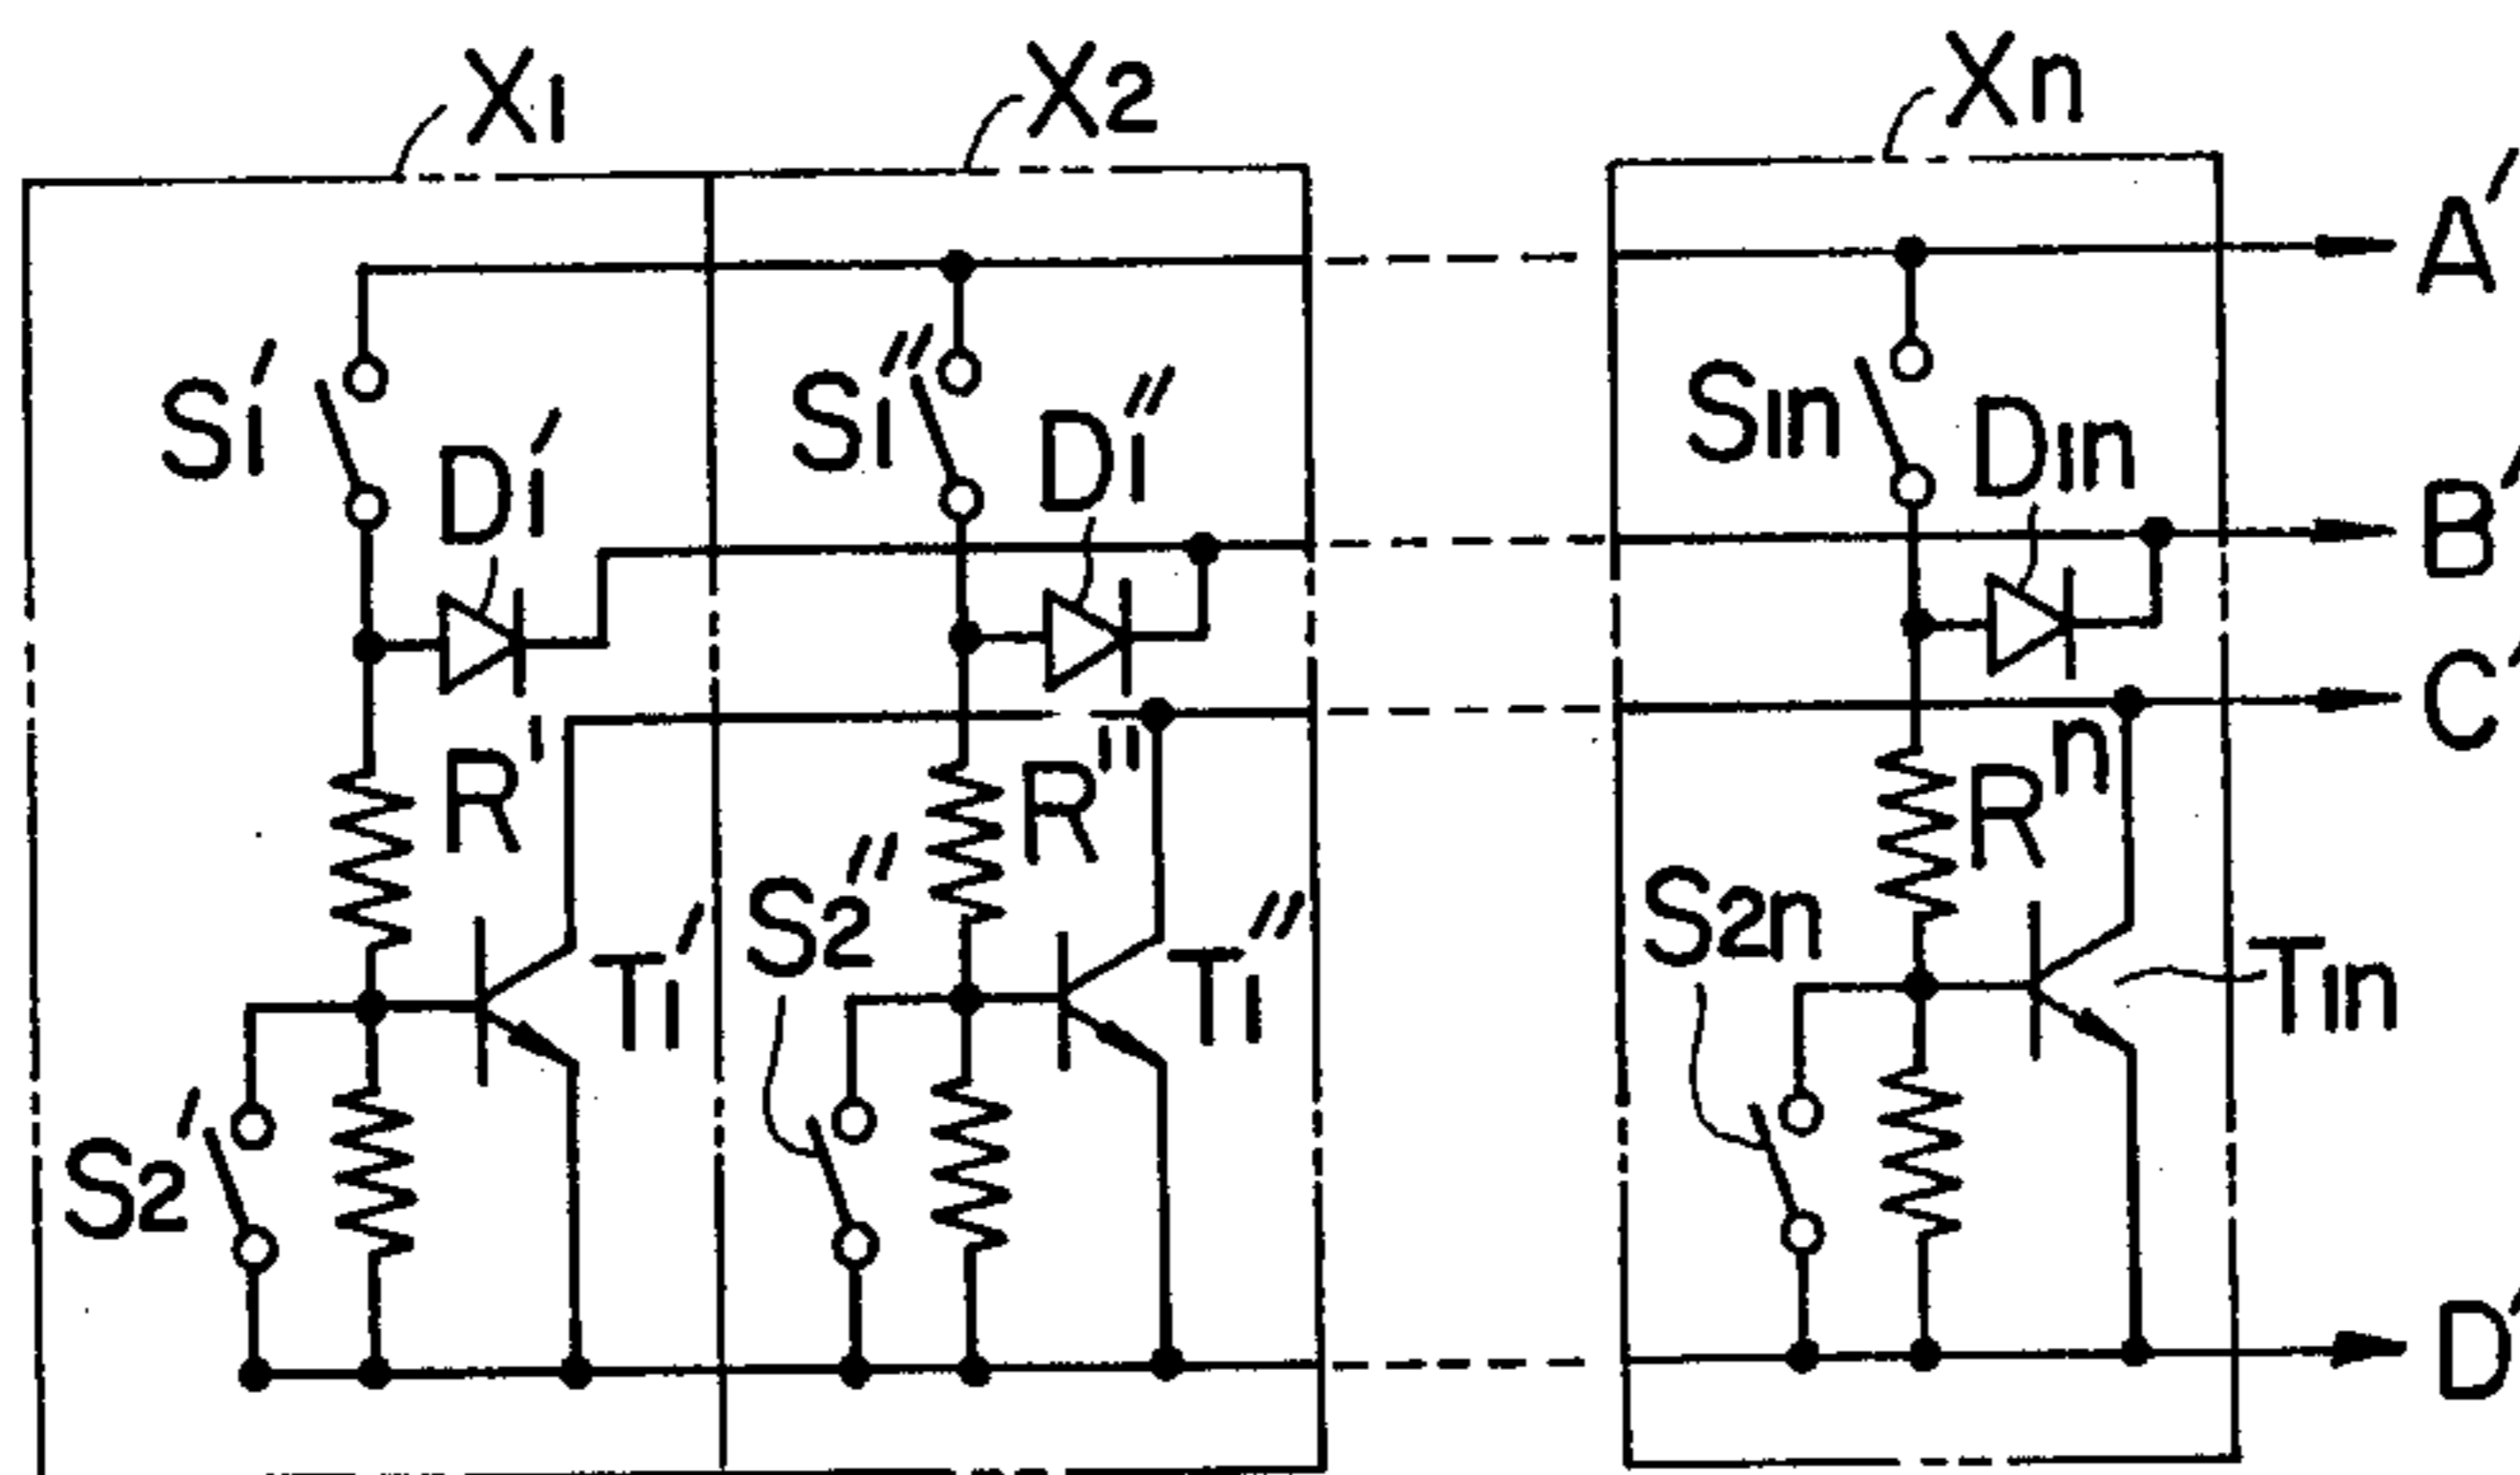 X1 X2 Xn
A'
S1' S1" S1n
D1' D1" D1n
B'
C'
R' R" Rn
S2" S2n
T1' T1" T1n
S2'
D'